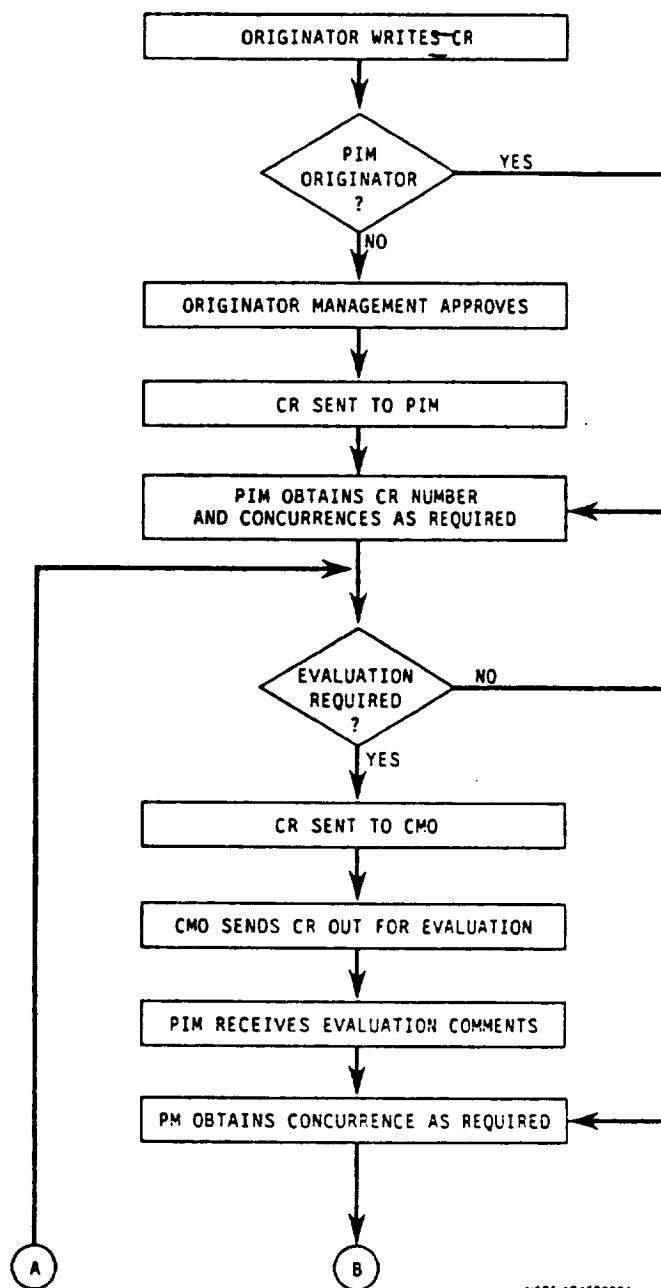 ORIGINATOR WRITES CR
PIM
ORIGINATOR
?
YES
NO
ORIGINATOR MANAGEMENT APPROVES
CR SENT TO PIM
PIM OBTAINS CR NUMBER
AND CONCURRENCES AS REQUIRED
EVALUATION
REQUIRED
?
NO
YES
CR SENT TO CMO
CMO SENDS CR OUT FOR EVALUATION
PIM RECEIVES EVALUATION COMMENTS
PM OBTAINS CONCURRENCE AS REQUIRED
A
B